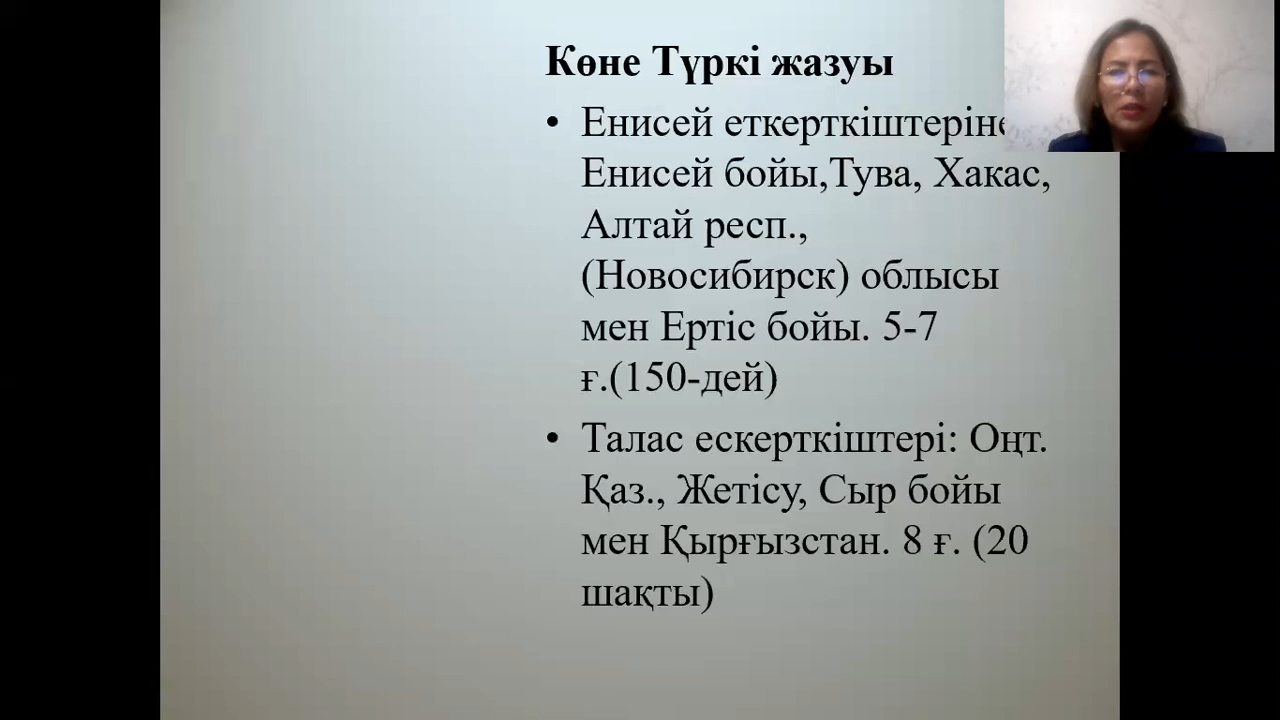 Көне Түркі жазуы
• Енисей еткерткіштеріне
Енисей бойы,Тува, Хакас,
Алтай респ.,
(Новосибирск) облысы
мен Ертіс бойы. 5-7
ғ.(150-дей)
• Талас ескерткіштері: Оңт.
Қаз., Жетісу, Сыр бойы
мен Қырғызстан. 8 ғ. (20
шақты)